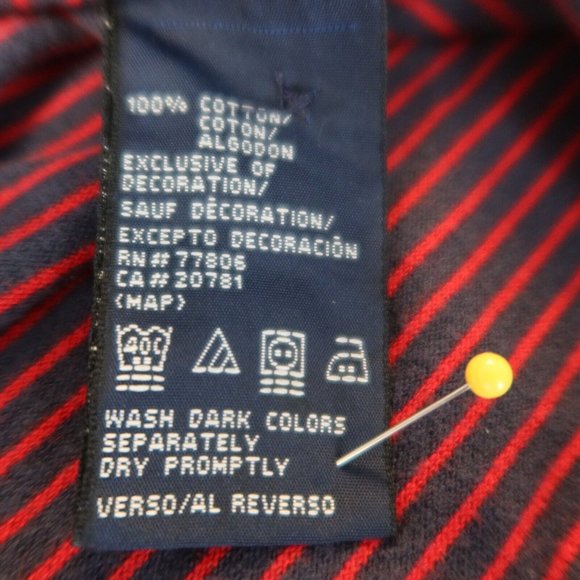 100% COTTON/
COTON/
ALGODON
EXCLUSIVE OF
DECORATION/
SAUF DÉCORATION/
EXCEPTO DECORACIÓN
RN# 77806
CA# 20781
(MAP)
40C
WASH DARK COLORS
SEPARATELY
DRY PROMPTLY
VERSO/AL REVERSO